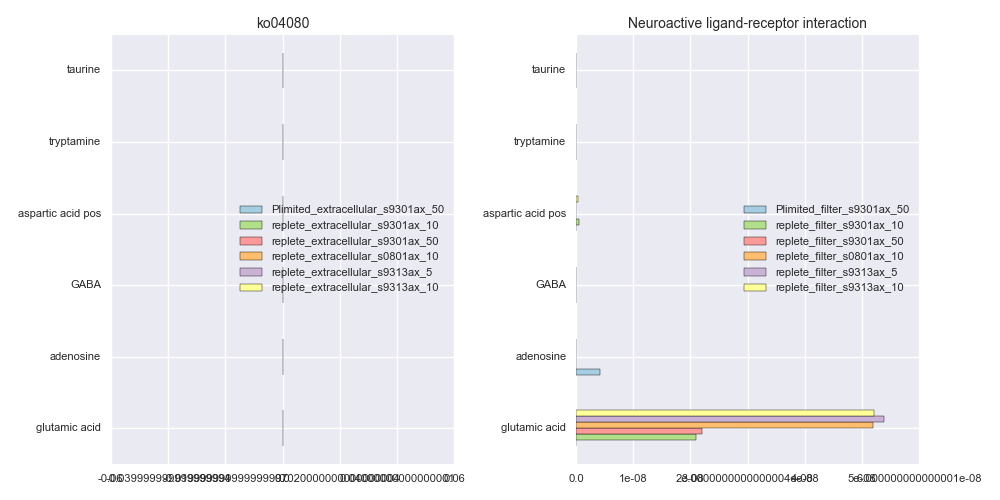 ko04080
taurine
tryptamine
aspartic acid pos
GABA
adenosine
glutamic acid
Plimited_extracellular_s9301ax_50
replete_extracellular_s9301ax_10
replete_extracellular_s9301ax_50
replete_extracellular_s0801ax_10
replete_extracellular_s9313ax_5
replete_extracellular_s9313ax_10
Neuroactive ligand-receptor interaction
taurine
tryptamine
aspartic acid pos
GABA
adenosine
glutamic acid
Plimited_filter_s9301ax_50
replete_filter_s9301ax_10
replete_filter_s9301ax_50
replete_filter_s0801ax_10
replete_filter_s9313ax_5
replete_filter_s9313ax_10
0.0
1e-08